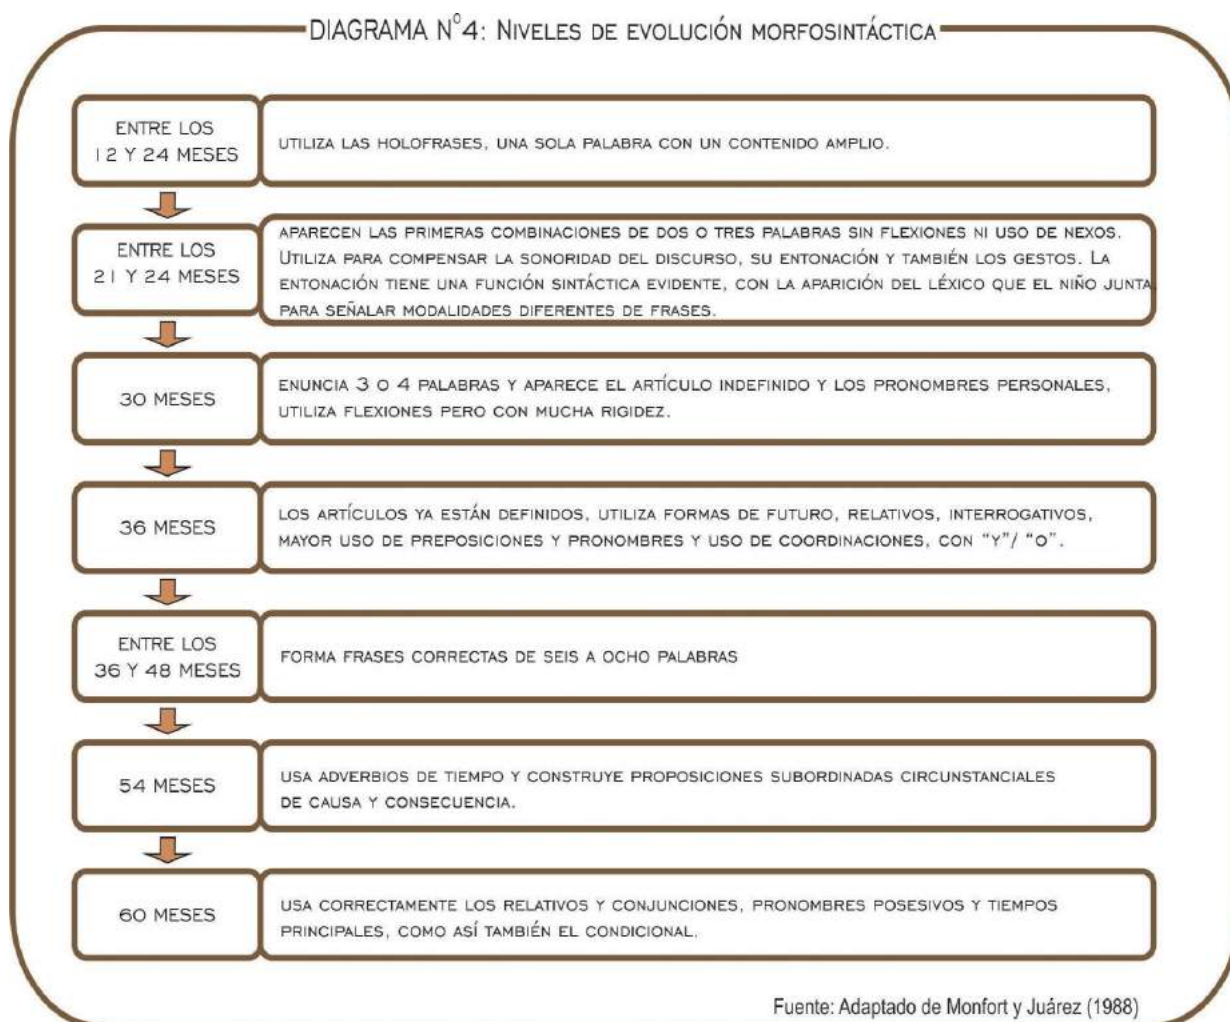 DIAGRAMA N°4: NIVELES DE EVOLUCIÓN MORFOSINTÁCTICA
ENTRE LOS
12 Y 24 MESES
UTILIZA LAS HOLOFRASES, UNA SOLA PALABRA CON UN CONTENIDO AMPLIO.
ENTRE LOS
21 Y 24 MESES
APARECEN LAS PRIMERAS COMBINACIONES DE DOS O TRES PALABRAS SIN FLEXIONES NI USO DE NEXOS.
UTILIZA PARA COMPENSAR LA SONORIDAD DEL DISCURSO, SU ENTONACIÓN Y TAMBIÉN LOS GESTOS. LA
ENTONACIÓN TIENE UNA FUNCIÓN SINTÁCTICA EVIDENTE, CON LA APARICIÓN DEL LÉXICO QUE EL NIÑO JUNTA
PARA SEÑALAR MODALIDADES DIFERENTES DE FRASES.
30 MESES
ENUNCIA 3 O 4 PALABRAS Y APARECE EL ARTÍCULO INDEFINIDO Y LOS PRONOMBRES PERSONALES,
UTILIZA FLEXIONES PERO CON MUCHA RIGIDEZ.
36 MESES
LOS ARTÍCULOS YA ESTÁN DEFINIDOS, UTILIZA FORMAS DE FUTURO, RELATIVOS, INTERROGATIVOS,
MAYOR USO DE PREPOSICIONES Y PRONOMBRES Y USO DE COORDINACIONES, CON "Y"/ "O".
ENTRE LOS
36 Y 48 MESES
FORMA FRASES CORRECTAS DE SEIS A OCHO PALABRAS
54 MESES
USA ADVERBIOS DE TIEMPO Y CONSTRUYE PROPOSICIONES SUBORDINADAS CIRCUNSTANCIALES
DE CAUSA Y CONSECUENCIA.
60 MESES
USA CORRECTAMENTE LOS RELATIVOS Y CONJUNCIONES, PRONOMBRES POSESIVOS Y TIEMPOS
PRINCIPALES, COMO ASÍ TAMBIÉN EL CONDICIONAL.
Fuente: Adaptado de Monfort y Juárez (1988)